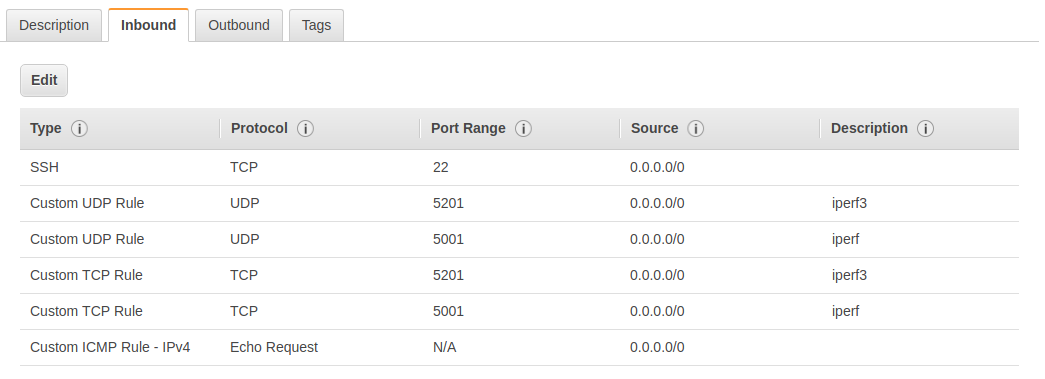 Description Inbound Outbound Tags
Edit
Type i Protocol i Port Range i Source i Description i
SSH TCP 22 0.0.0.0/0
Custom UDP Rule UDP 5201 0.0.0.0/0 iperf3
Custom UDP Rule UDP 5001 0.0.0.0/0 iperf
Custom TCP Rule TCP 5201 0.0.0.0/0 iperf3
Custom TCP Rule TCP 5001 0.0.0.0/0 iperf
Custom ICMP Rule - IPv4 Echo Request N/A 0.0.0.0/0